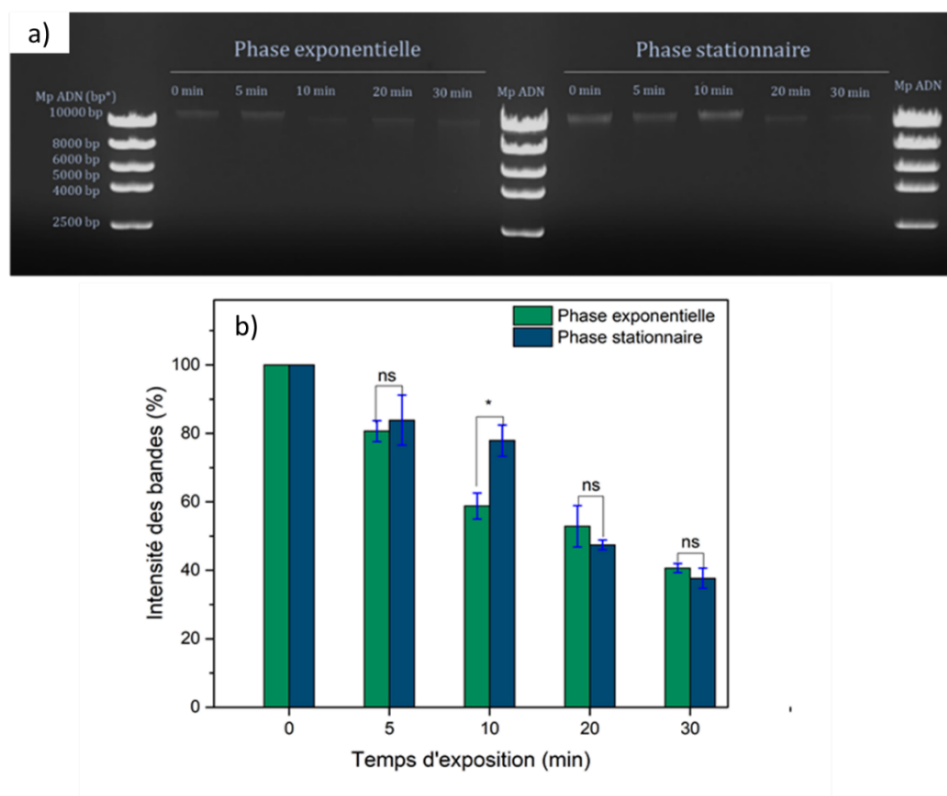 a)
Phase exponentielle
Phase stationnaire
Mp ADN (bp*)
0 min
5 min
10 min
20 min
30 min
Mp ADN
0 min
5 min
10 min
20 min
30 min
Mp ADN
10000 bp
8000 bp
6000 bp
5000 bp
4000 bp
2500 bp
b)
Phase exponentielle
Phase stationnaire
Intensité des bandes (%)
100
80
60
40
20
0
ns
*
ns
ns
0
5
10
20
30
Temps d'exposition (min)